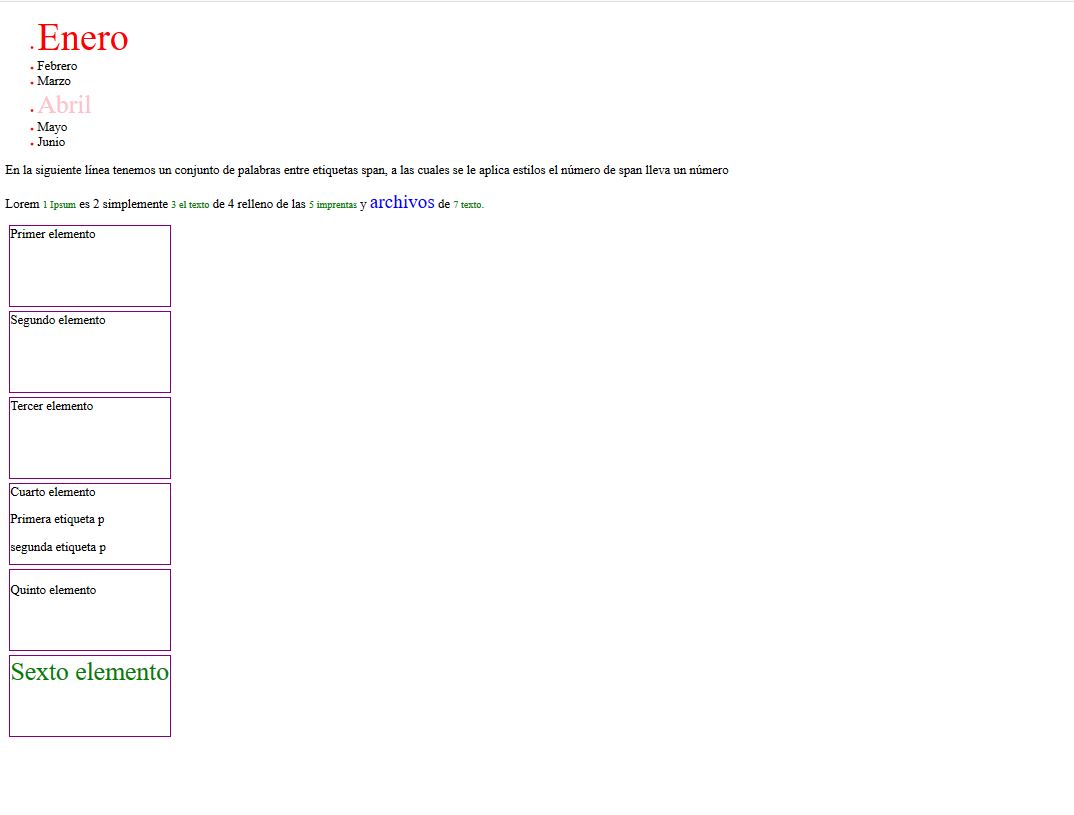 Enero
Febrero
Marzo
Abril
Mayo
Junio
En la siguiente línea tenemos un conjunto de palabras entre etiquetas span, a las cuales se le aplica estilos el número de span lleva un número
Lorem 1 Ipsum es 2 simplemente 3 el texto de 4 relleno de las 5 imprentas y archivos de 7 texto.
Primer elemento
Segundo elemento
Tercer elemento
Cuarto elemento
Primera etiqueta p
segunda etiqueta p
Quinto elemento
Sexto elemento